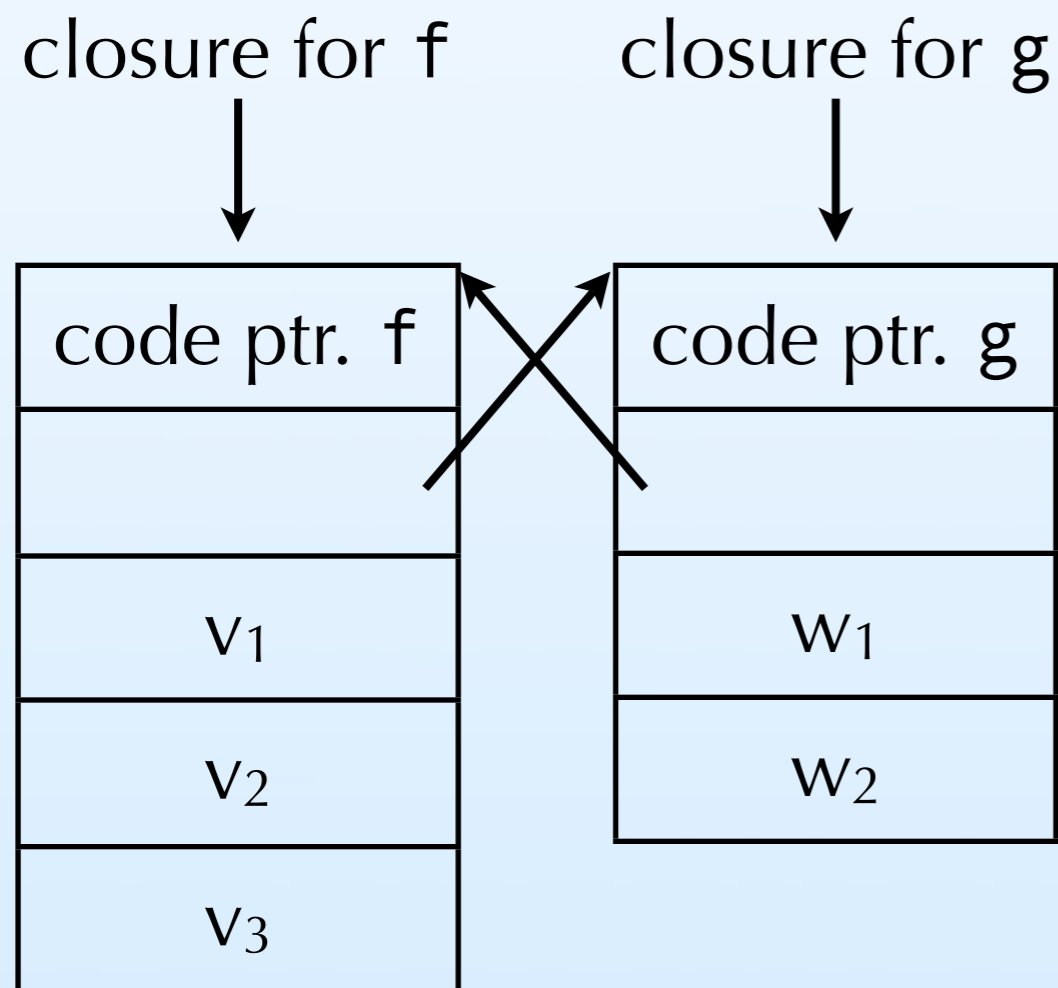 closure for f
closure for g
code ptr. f
code ptr. g
v1
w1
v2
w2
v3